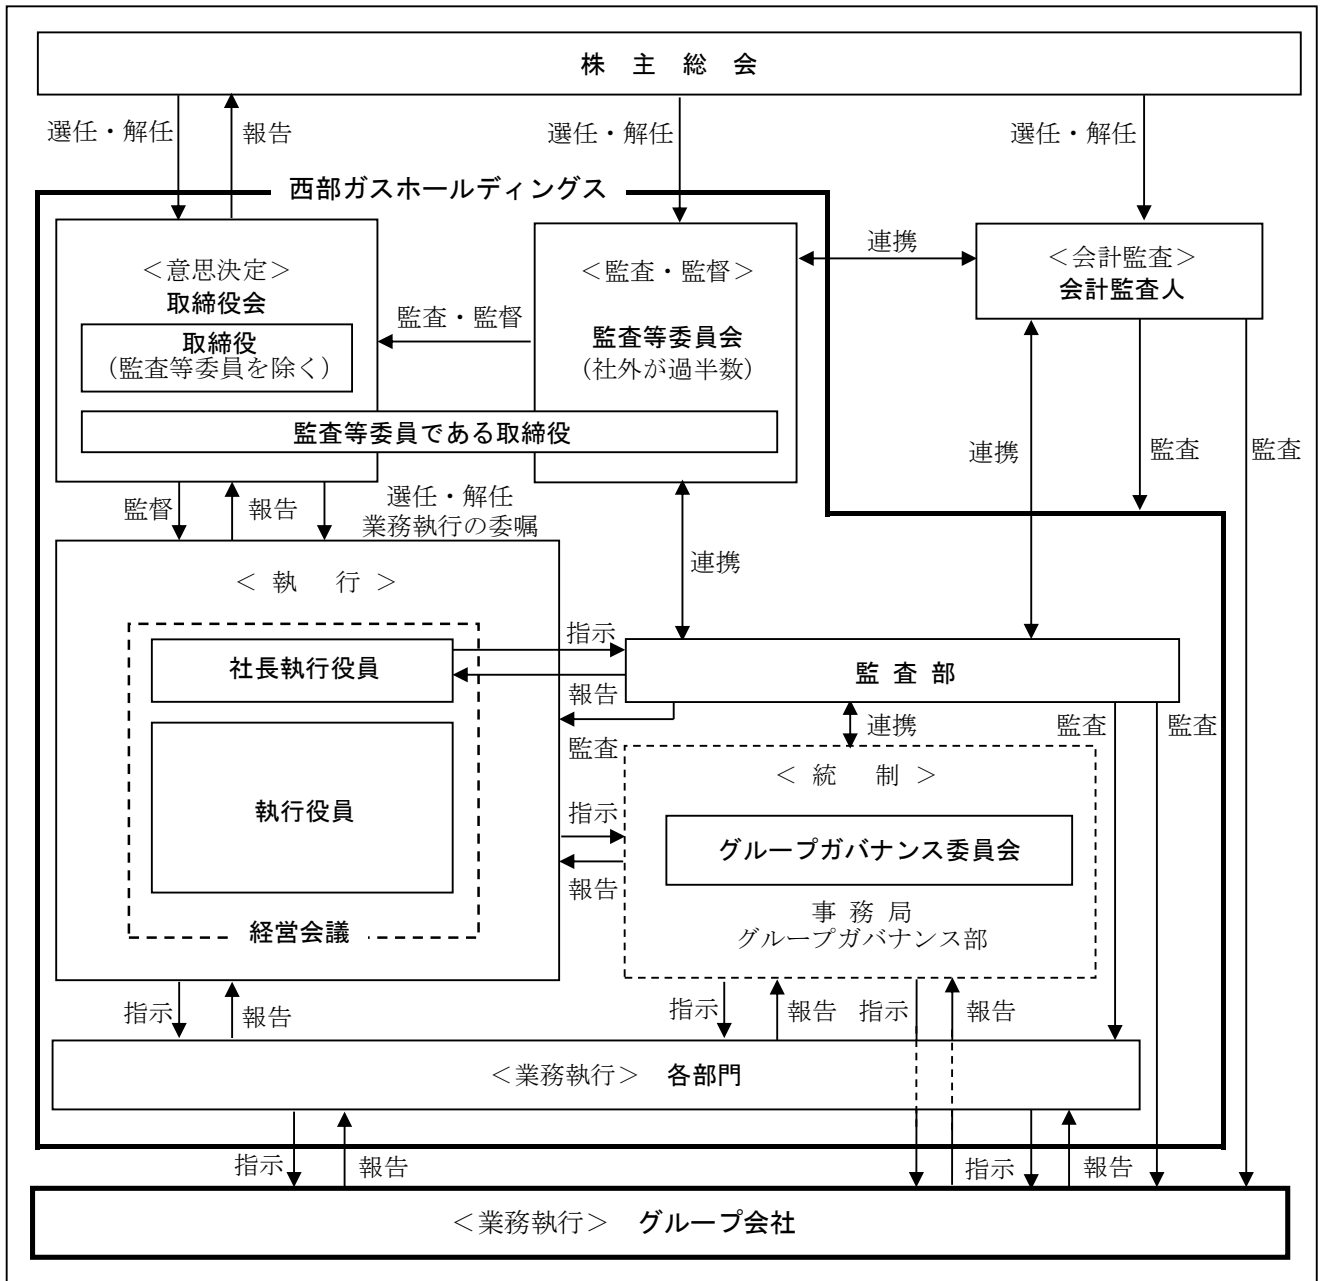 株 主 総 会
選任・解任
報告
選任・解任
選任・解任
西部ガスホールディングス
＜意思決定＞
取締役会
取締役
（監査等委員を除く）
監査・監督
＜監査・監督＞
監査等委員会
（社外が過半数）
連携
＜会計監査＞
会計監査人
監査等委員である取締役
連携
監査
監査
監督
報告
選任・解任
業務執行の委嘱
連携
＜ 執 行 ＞
社長執行役員
執行役員
経営会議
指示
報告
監査
監 査 部
連携
監査
監査
＜ 統 制 ＞
グループガバナンス委員会
事 務 局
グループガバナンス部
指示
報告
指示
報告
指示
報告
指示
報告
＜業務執行＞ 各部門
指示
報告
指示
報告
＜業務執行＞ グループ会社